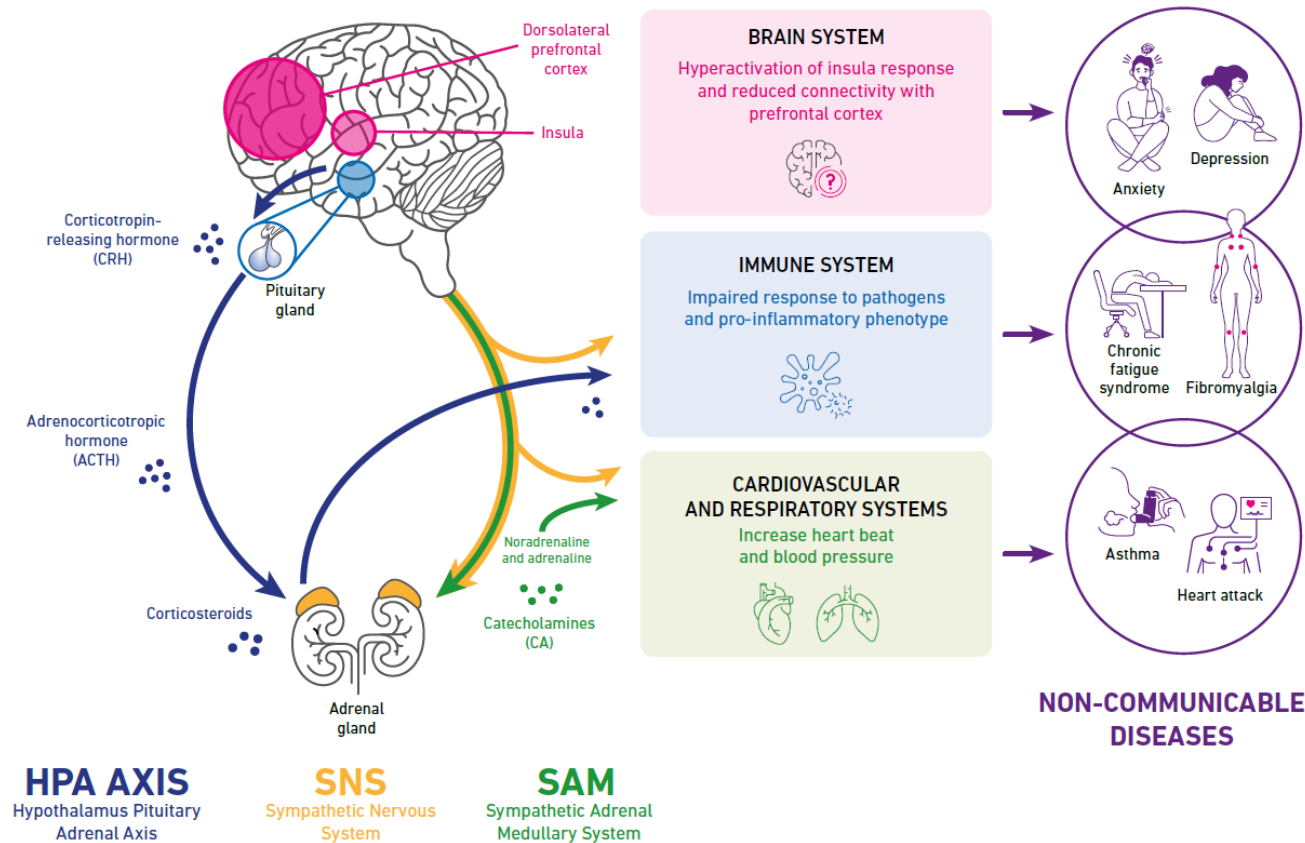 Dorsolateral
prefrontal
cortex
Insula
Corticotropin-
releasing hormone
(CRH)
Pituitary
gland
Adrenocorticotropic
hormone
(ACTH)
Corticosteroids
Adrenal
gland
Noradrenaline
and adrenaline
Catecholamines
(CA)
BRAIN SYSTEM
Hyperactivation of insula response
and reduced connectivity with
prefrontal cortex
?
IMMUNE SYSTEM
Impaired response to pathogens
and pro-inflammatory phenotype
CARDIOVASCULAR
AND RESPIRATORY SYSTEMS
Increase heart beat
and blood pressure
Anxiety
Depression
Chronic
fatigue
syndrome
Fibromyalgia
Asthma
Heart attack
NON-COMMUNICABLE
DISEASES
HPA AXIS
Hypothalamus Pituitary
Adrenal Axis
SNS
Sympathetic Nervous
System
SAM
Sympathetic Adrenal
Medullary System